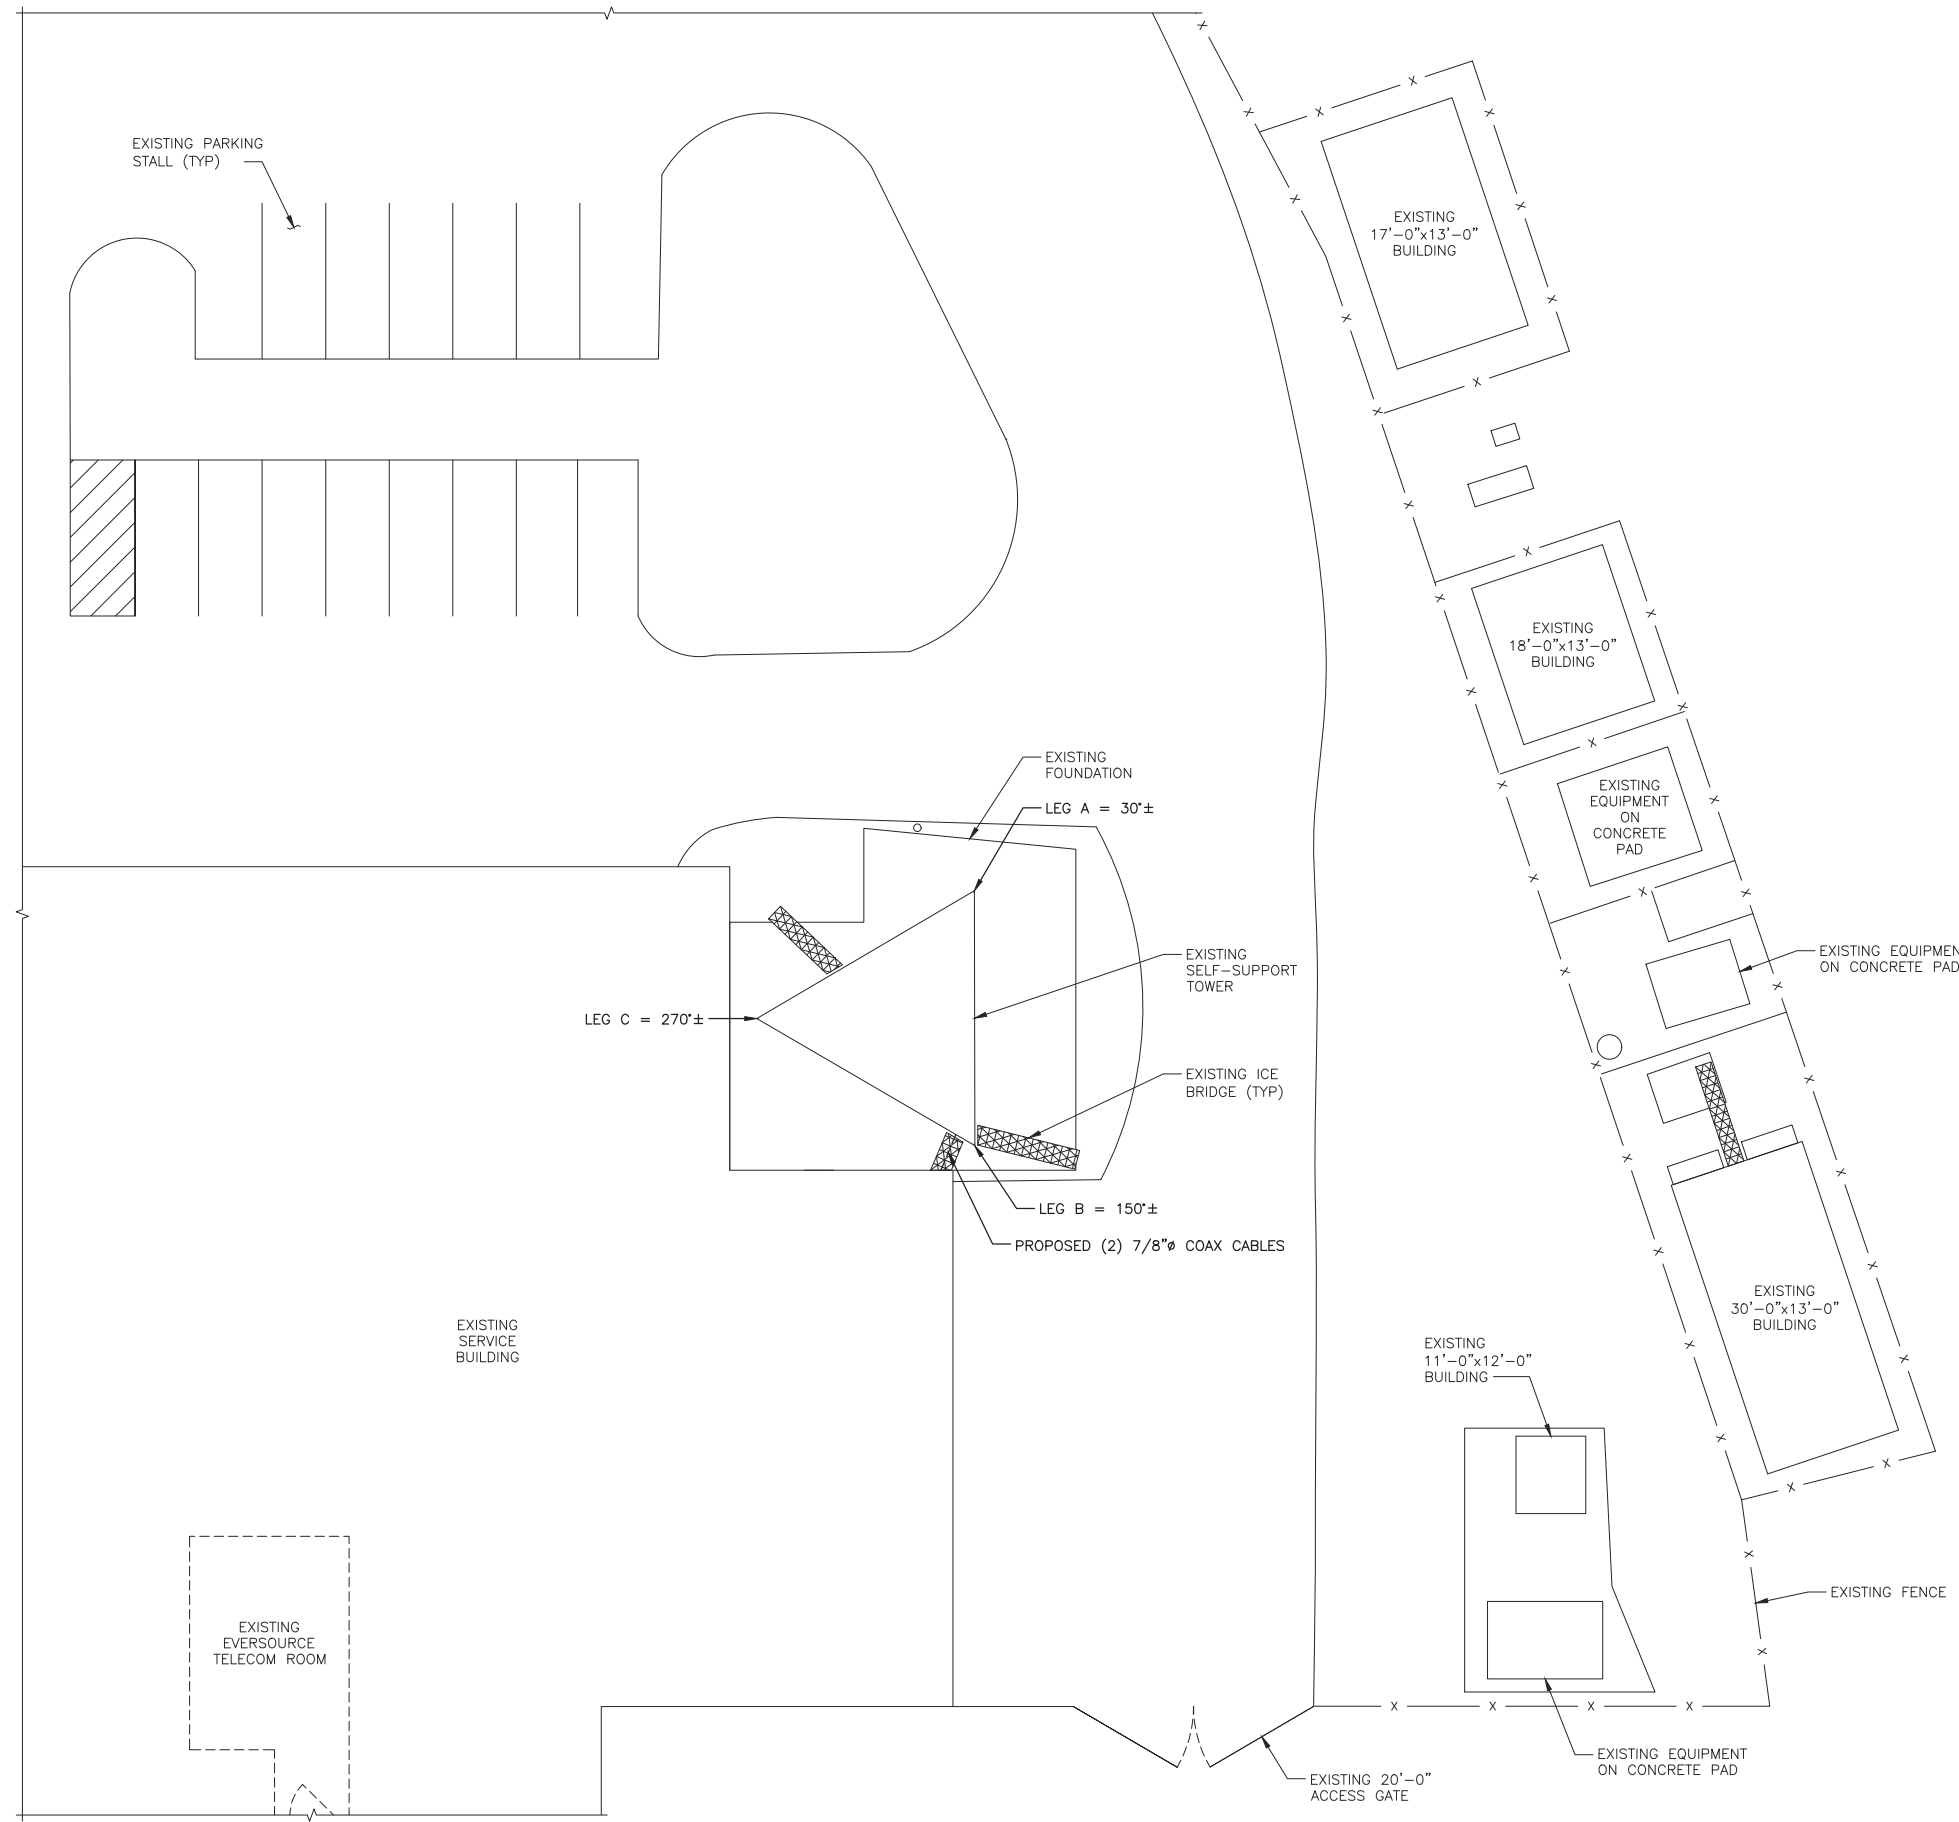 EXISTING PARKING
STALL (TYP)
EXISTING
17'-0"x13'-0"
BUILDING
EXISTING
18'-0"x13'-0"
BUILDING
EXISTING
FOUNDATION
LEG A = 30°±
EXISTING
EQUIPMENT
ON
CONCRETE
PAD
EXISTING
SELF-SUPPORT
TOWER
EXISTING EQUIPMEN
ON CONCRETE PAD
LEG C = 270°±
EXISTING ICE
BRIDGE (TYP)
LEG B = 150°±
PROPOSED (2) 7/8"ø COAX CABLES
EXISTING
30'-0"x13'-0"
BUILDING
EXISTING
SERVICE
BUILDING
EXISTING
11'-0"x12'-0"
BUILDING
EXISTING FENCE
EXISTING
EVERSOURCE
TELECOM ROOM
EXISTING EQUIPMENT
ON CONCRETE PAD
EXISTING 20'-0"
ACCESS GATE